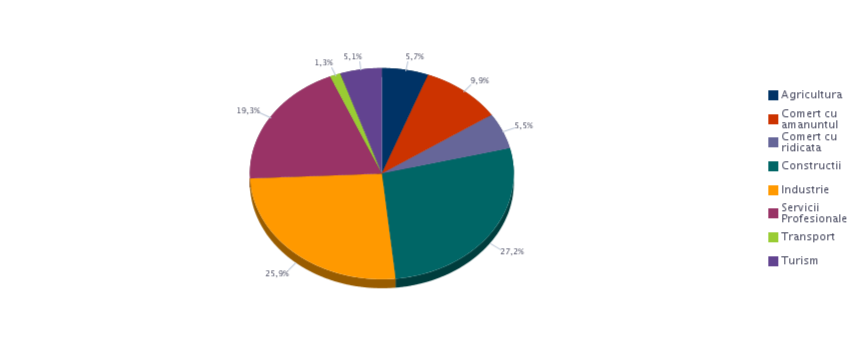 1,3%
5,1%
5,7%
9,9%
19,3%
5,5%
27,2%
25,9%
Agricultura
Comert cu
amanuntul
Comert cu
ridicata
Constructii
Industrie
Servicii
Profesionale
Transport
Turism